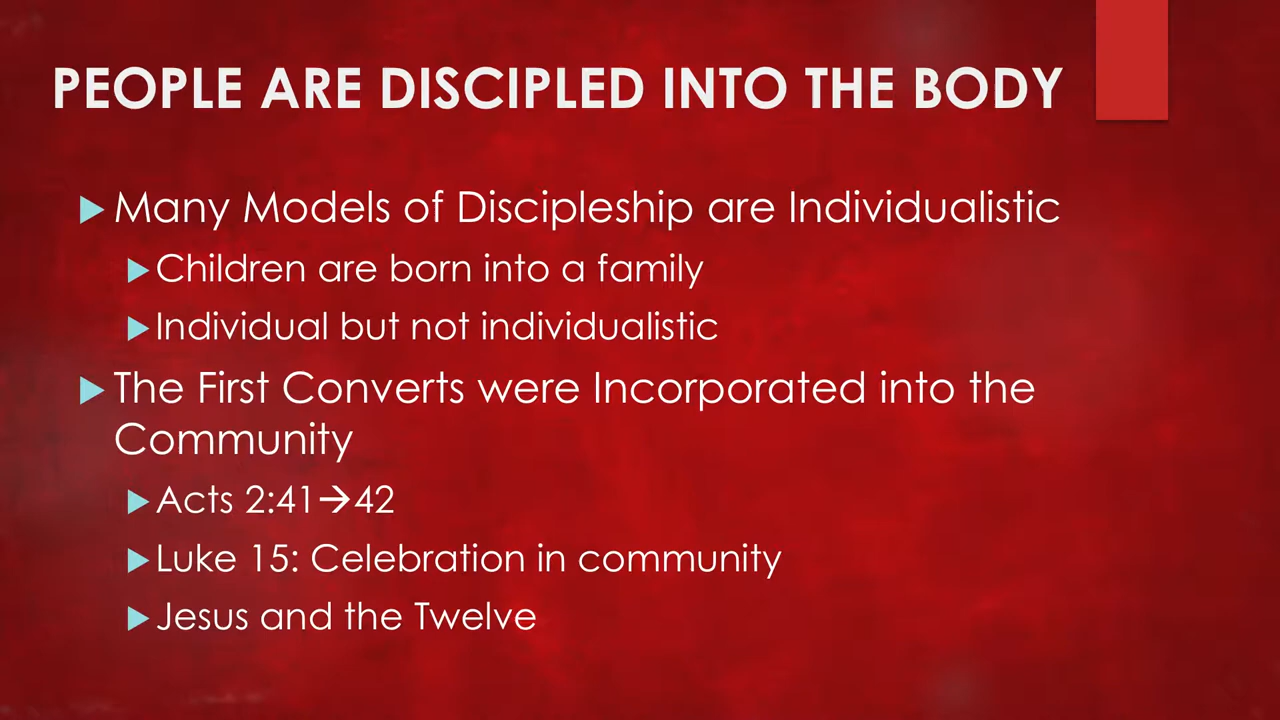 PEOPLE ARE DISCIPLED INTO THE BODY
Many Models of Discipleship are Individualistic
Children are born into a family
Individual but not individualistic
The First Converts were Incorporated into the
Community
Acts 2:41→42
Luke 15: Celebration in community
Jesus and the Twelve